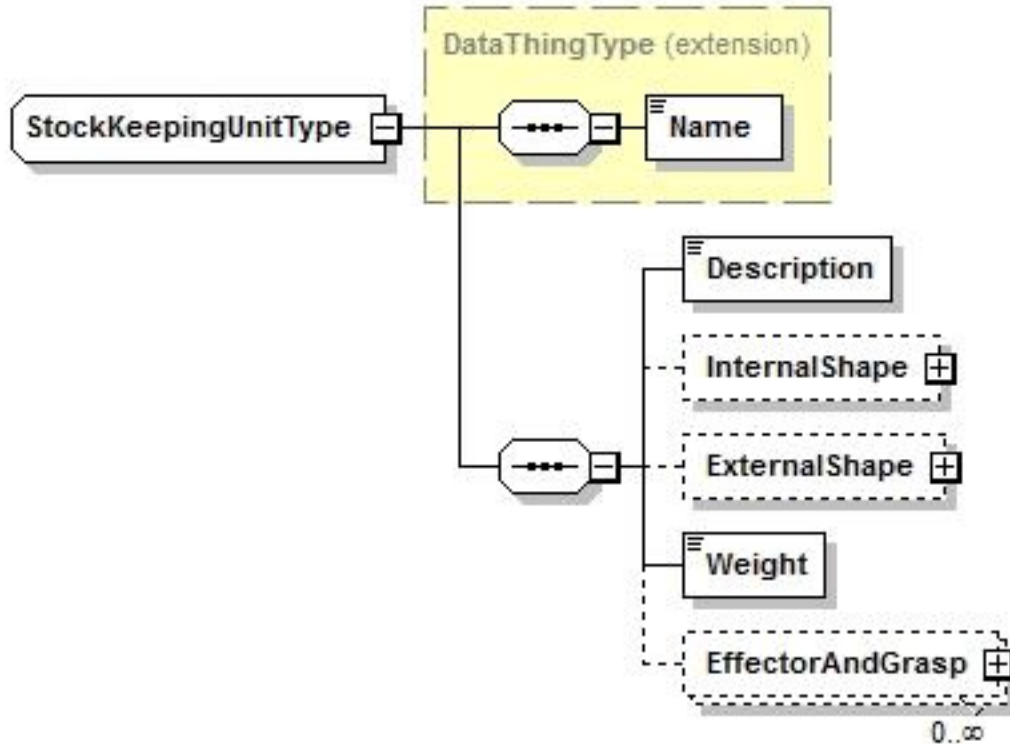 DataThingType (extension)
StockKeepingUnitType
Name
Description
InternalShape
ExternalShape
Weight
EffectorAndGrasp
0..∞